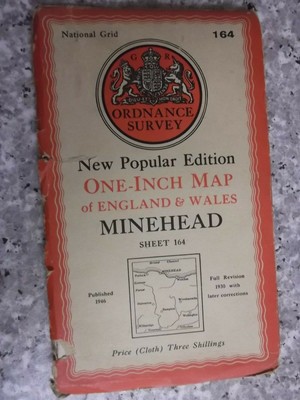 National Grid 164
G R
ORDNANCE
SURVEY
New Popular Edition
ONE-INCH MAP
of ENGLAND & WALES
MINEHEAD
SHEET 164
Published
1946
MINEHEAD
Full Revision
1930 with
later corrections
Price (Cloth) Three Shillings